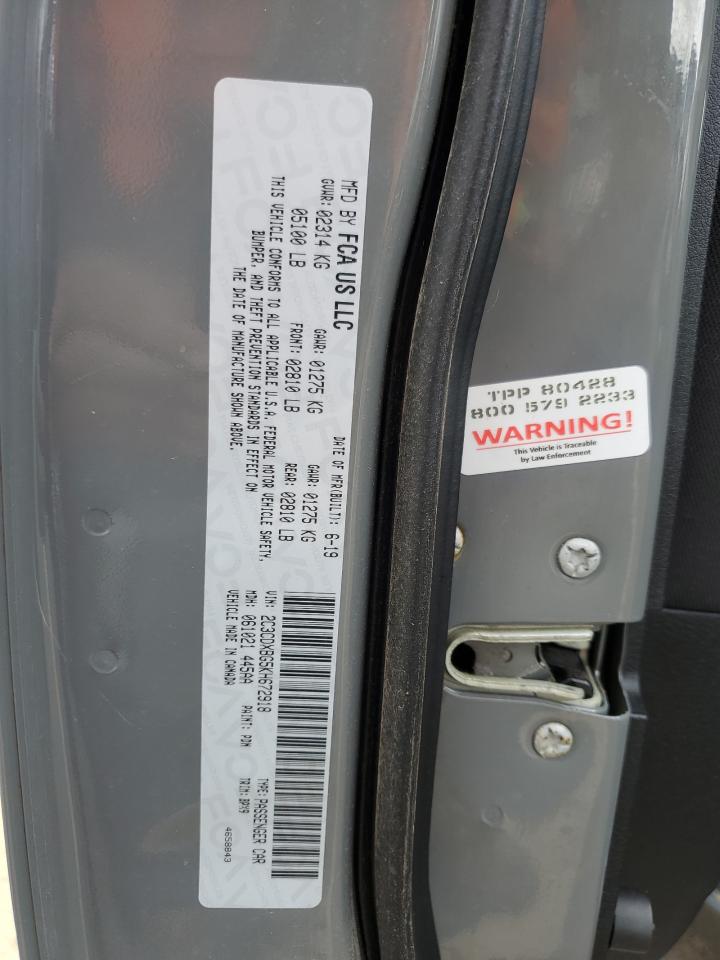 MFD BY FCA US LLC
DATE OF MFR(BUILT): 6-19
GVWR: 02314 KG
GAWR: 01275 KG
GAWR: 01275 KG
05100 LB
FRONT: 02810 LB
REAR: 02810 LB
THIS VEHICLE CONFORMS TO ALL APPLICABLE U.S.A. FEDERAL MOTOR VEHICLE SAFETY,
BUMPER, AND THEFT PREVENTION STANDARDS IN EFFECT ON
THE DATE OF MANUFACTURE SHOWN ABOVE.
VIN: 2C3CDXBG5KH672918
TYPE: PASSENGER CAR
MDH: 061021 445AA
PAINT: PDN
TRIM: BPX9
VEHICLE MADE IN CANADA
4658843
TPP 80428
800 579 2233
WARNING!
This Vehicle is Traceable
by Law Enforcement